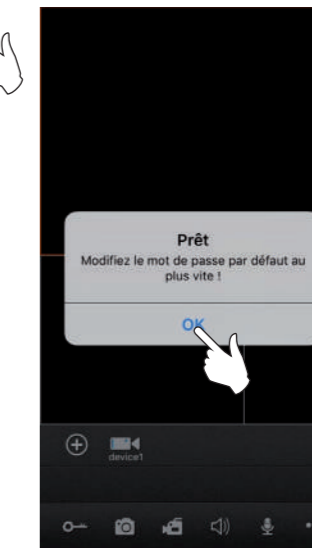 Prêt
Modifiez le mot de passe par défaut au
plus vite !
OK
device1